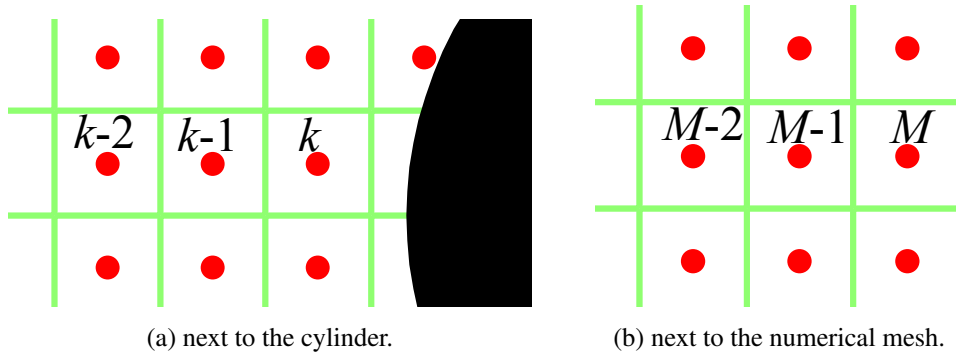 k-2 k-1 k
M-2 M-1 M
(a) next to the cylinder.
(b) next to the numerical mesh.